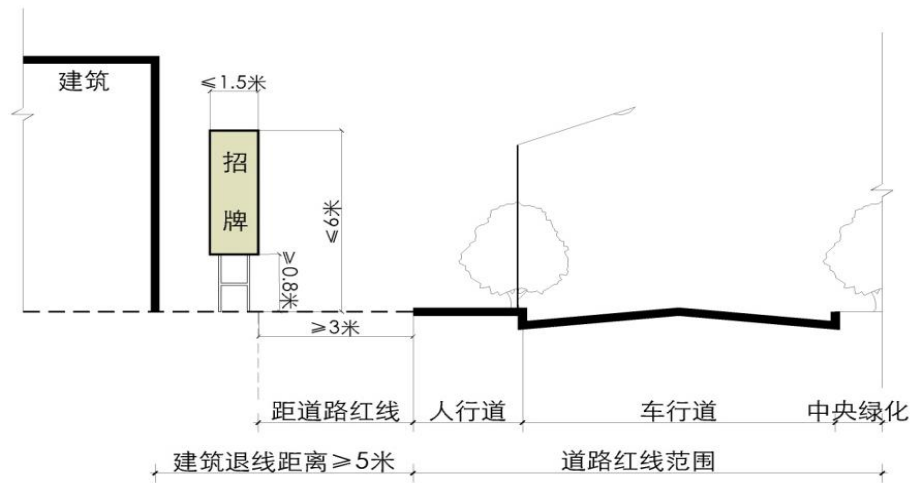 建筑
≤1.5米
招
牌
≥0.8米
≥3米
距道路红线
人行道
车行道
中央绿化
建筑退线距离≥5米
道路红线范围